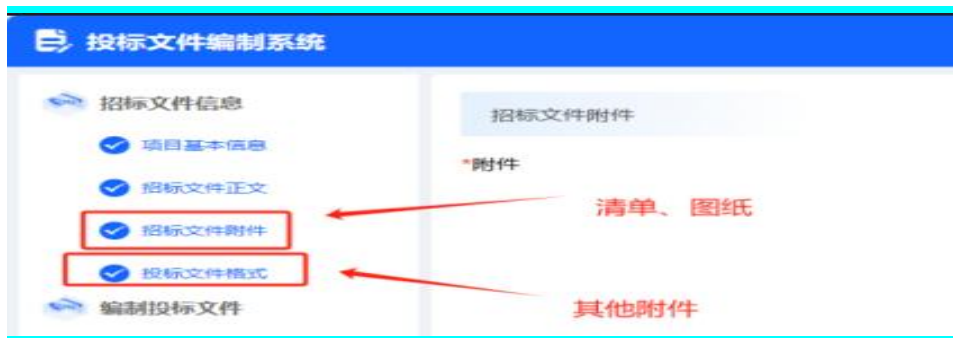 投标文件编制系统
招标文件信息
项目基本信息
招标文件正文
招标文件附件
投标文件格式
编制投标文件
招标文件附件
*附件
清单、图纸
其他附件